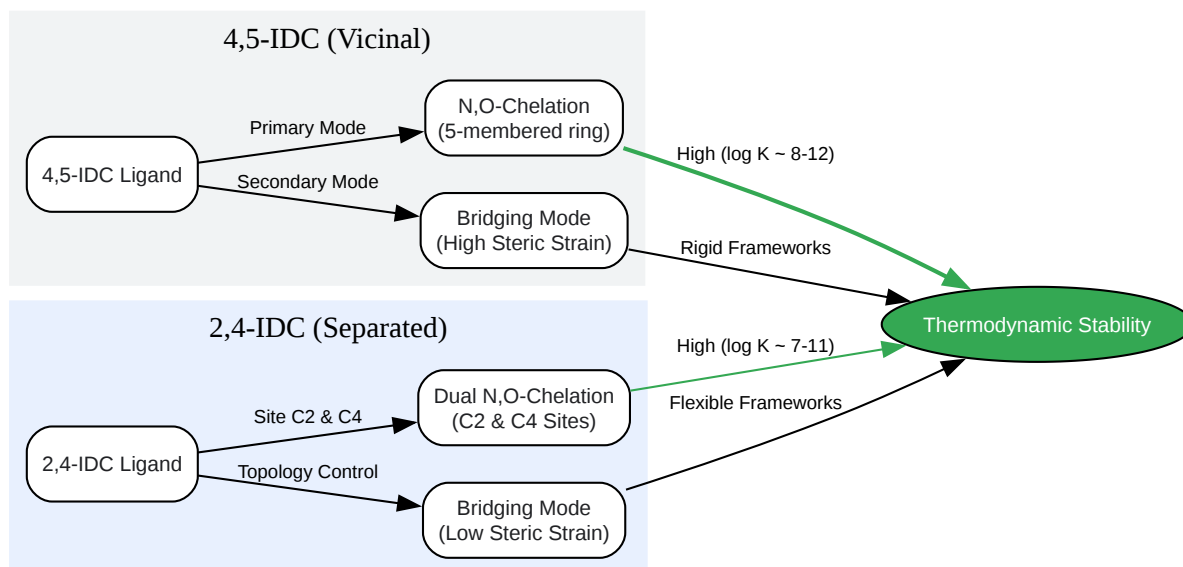 4,5-IDC (Vicinal)
4,5-IDC Ligand
Primary Mode
Secondary Mode
N,O-Chelation
(5-membered ring)
Bridging Mode
(High Steric Strain)
High (log K ~ 8-12)
Rigid Frameworks
2,4-IDC (Separated)
2,4-IDC Ligand
Site C2 & C4
Topology Control
Dual N,O-Chelation
(C2 & C4 Sites)
Bridging Mode
(Low Steric Strain)
High (log K ~ 7-11)
Flexible Frameworks
Thermodynamic Stability